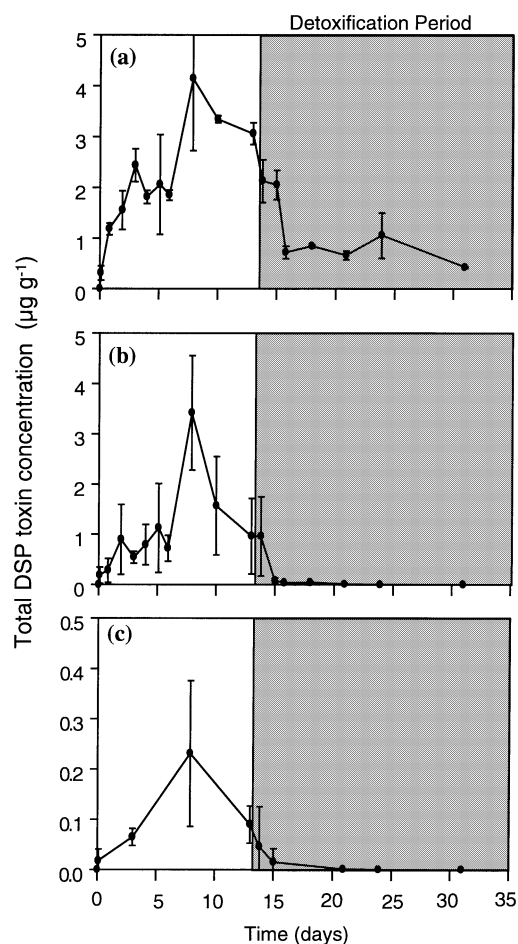 Detoxification Period
Total DSP toxin concentration (µg g⁻¹)
(a)
5
4
3
2
1
0
(b)
5
4
3
2
1
0
(c)
0.5
0.4
0.3
0.2
0.1
0.0
0 5 10 15 20 25 30 35
Time (days)